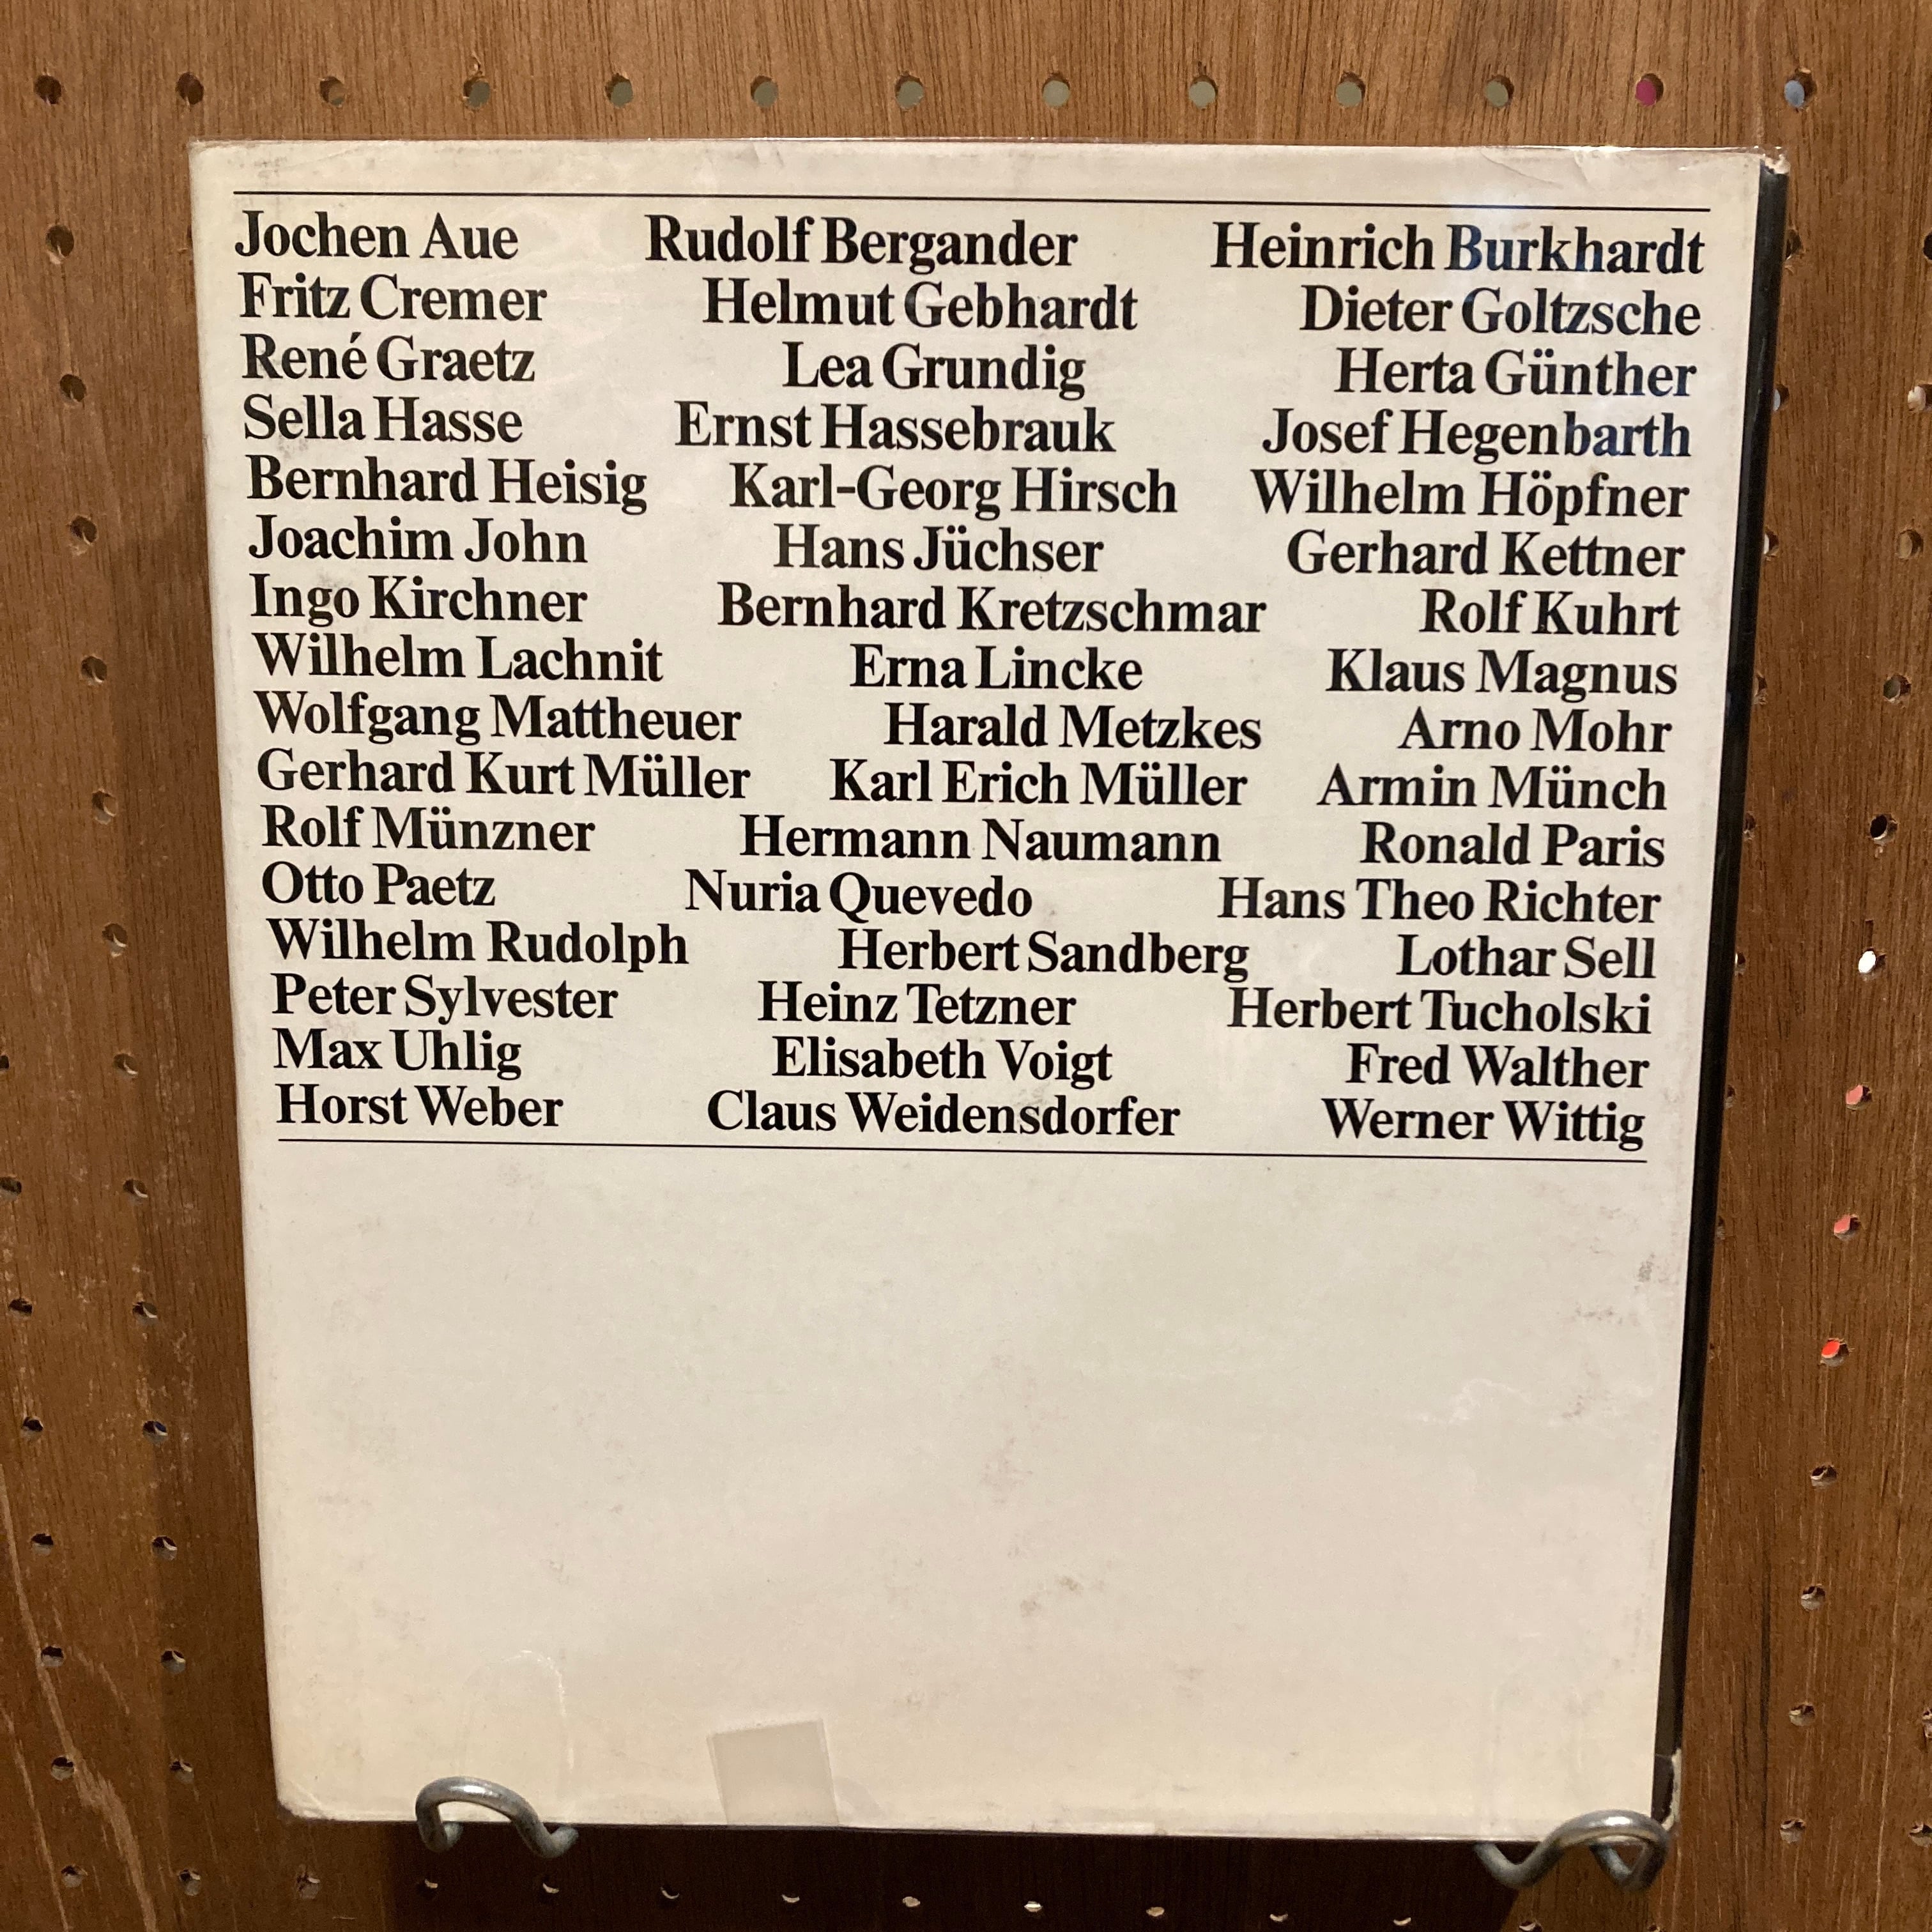 Jochen Aue Rudolf Bergander Heinrich Burkhardt
Fritz Cremer Helmut Gebhardt Dieter Goltzsche
René Graetz Lea Grundig Herta Günther
Sella Hasse Ernst Hassebrauk Josef Hegenbarth
Bernhard Heisig Karl-Georg Hirsch Wilhelm Höpfner
Joachim John Hans Jüchser Gerhard Kettner
Ingo Kirchner Bernhard Kretzschmar Rolf Kuhrt
Wilhelm Lachnit Erna Lincke Klaus Magnus
Wolfgang Mattheuer Harald Metzkes Arno Mohr
Gerhard Kurt Müller Karl Erich Müller Armin Münch
Rolf Münzner Hermann Naumann Ronald Paris
Otto Paetz Nuria Quevedo Hans Theo Richter
Wilhelm Rudolph Herbert Sandberg Lothar Sell
Peter Sylvester Heinz Tetzner Herbert Tucholski
Max Uhlig Elisabeth Voigt Fred Walther
Horst Weber Claus Weidensdorfer Werner Wittig